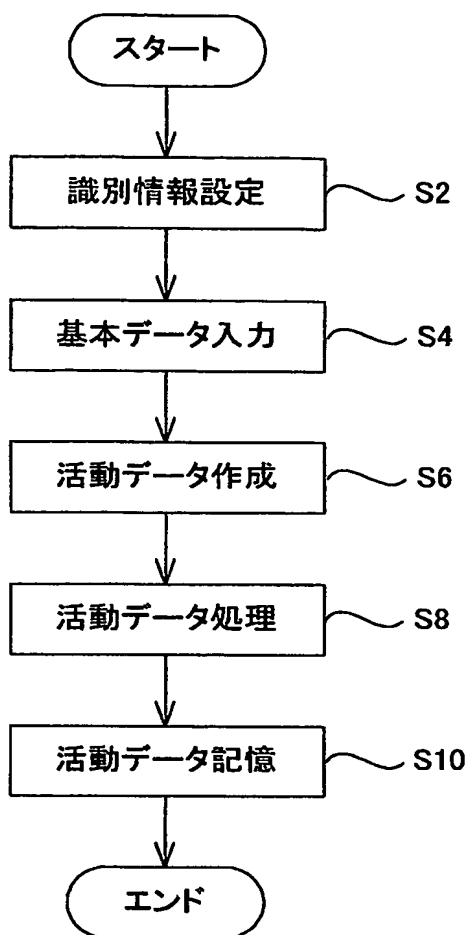 スタート
識別情報設定 S2
基本データ入力 S4
活動データ作成 S6
活動データ処理 S8
活動データ記憶 S10
エンド